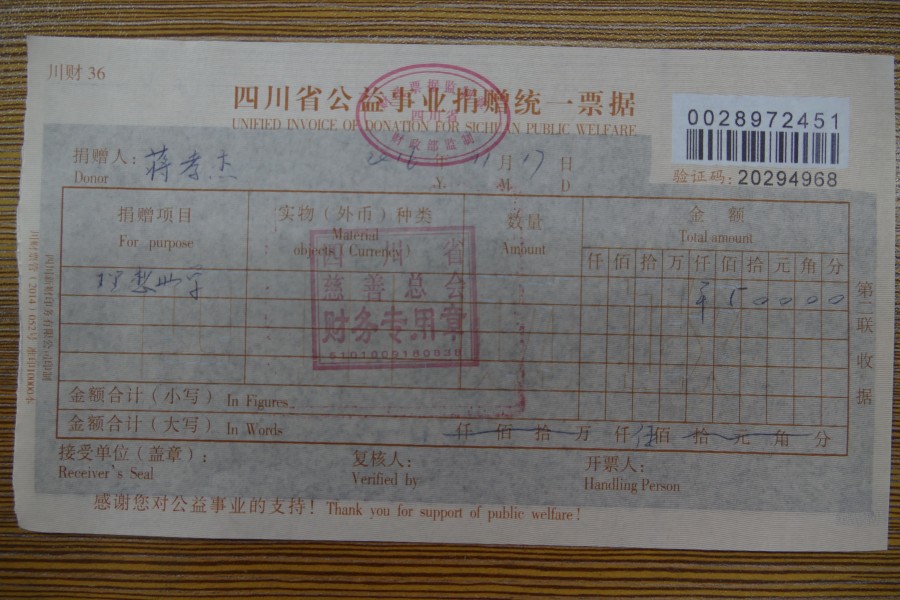 川财 36
四川省公益事业捐赠统一票据
UNIFIED INVOICE OF DONATION FOR SICHUAN PUBLIC WELFARE
0028972451
验证码: 20294968
捐赠人: 蒋孝杰
Donor
2016 年 11 月 17 日
Y. M. D
捐赠项目 实物（外币）种类 数量 金额
For purpose Material Amount Total amount
objects (Currency)
仟 佰 拾 万 仟 佰 拾 元 角 分
¥ 5 0 0 0 0 0
四川省
慈善总会
财务专用章
第二联 收据
金额合计（小写） In Figures
金额合计（大写） In Words 仟 佰 拾 万 仟 伍佰 拾 元 角 分
接受单位（盖章）: 复核人: 开票人:
Receiver's Seal Verified by Handling Person
感谢您对公益事业的支持! Thank you for support of public welfare!